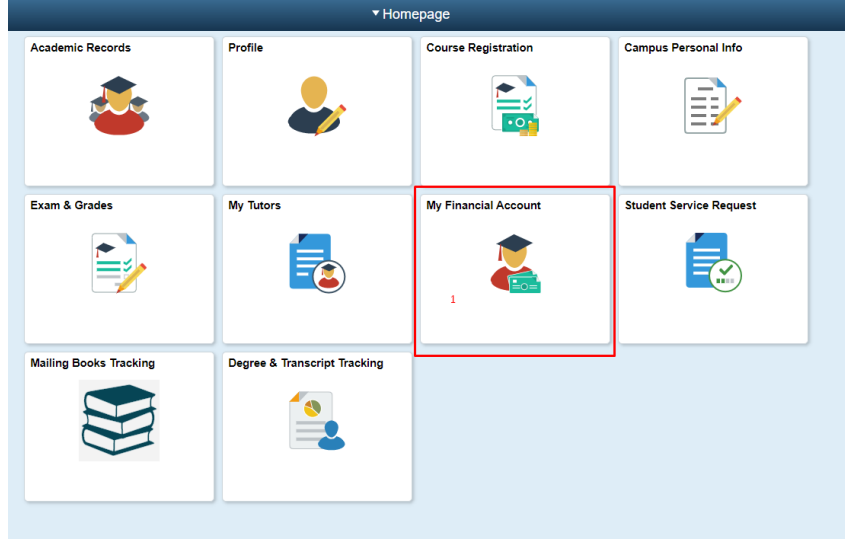 Homepage
Academic Records
Profile
Course Registration
Campus Personal Info
Exam & Grades
My Tutors
My Financial Account
Student Service Request
1
Mailing Books Tracking
Degree & Transcript Tracking